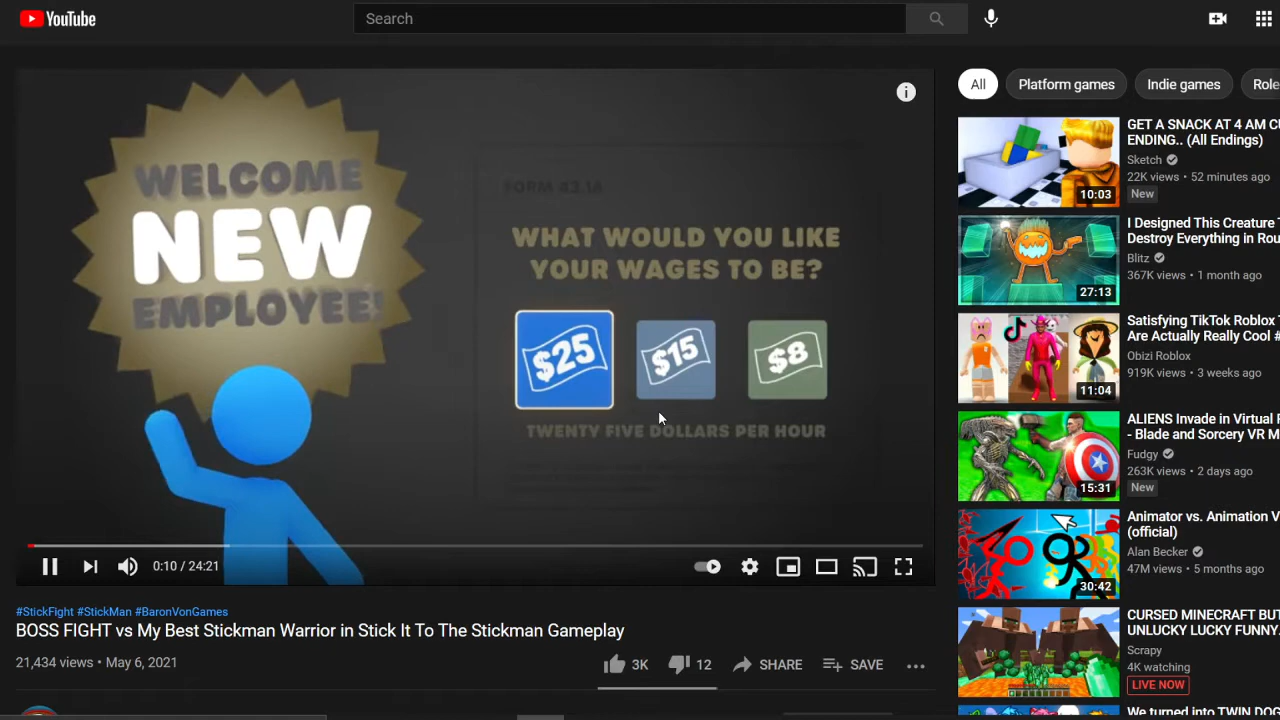 YouTube
Search
WELCOME
NEW
EMPLOYEE!
FORM #3.14
WHAT WOULD YOU LIKE
YOUR WAGES TO BE?
$25 $15 $8
TWENTY FIVE DOLLARS PER HOUR
0:10 / 24:21
#StickFight #StickMan #BaronVonGames
BOSS FIGHT vs My Best Stickman Warrior in Stick It To The Stickman Gameplay
21,434 views • May 6, 2021
3K 12 SHARE SAVE
All Platform games Indie games Role
10:03
GET A SNACK AT 4 AM
ENDING.. (All Endings)
Sketch
22K views • 52 minutes ago
New
27:13
I Designed This Creature
Destroy Everything in Rou
Blitz
367K views • 1 month ago
11:04
Satisfying TikTok Roblox
Are Actually Really Cool #
Obizi Roblox
919K views • 3 weeks ago
15:31
ALIENS Invade in Virtual
- Blade and Sorcery VR M
Fudgy
263K views • 2 days ago
New
30:42
Animator vs. Animation V
(official)
Alan Becker
47M views • 5 months ago
CURSED MINECRAFT BUT
UNLUCKY LUCKY FUNNY
Scrapy
4K watching
LIVE NOW
We turned into TWIN DOG